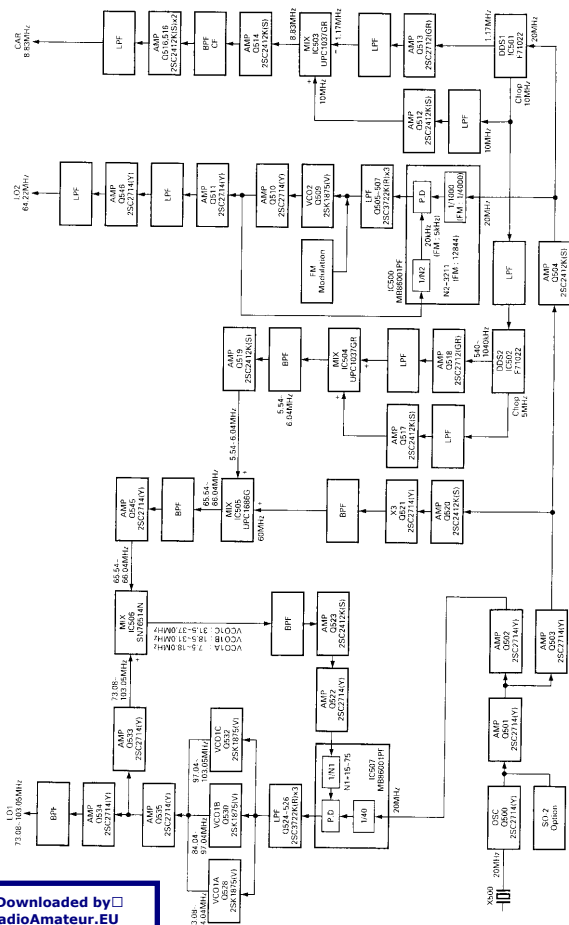 LO1
73.08~103.05MHz
BPF
AMP
Q534
2SC2714(Y)
AMP
Q535
2SC2714(Y)
AMP
Q533
2SC2714(Y)
73.08~
103.05MHz
MIX
IC506
SN76514N
65.54~
66.04MHz
AMP
Q545
2SC2714(Y)
BPF
65.54~
66.04MHz
MIX
IC505
UPC1686G
60MHz
5.54~6.04MHz
VCO1A : 7.5~18.0MHz
VCO1B : 18.5~31.0MHz
VCO1C : 31.5~37.0MHz
BPF
AMP
Q523
2SC2412K(S)
AMP
Q522
2SC2714(Y)
1/N1
N1=15~75
P.D
1/40
IC507
MB86001PF
20MHz
LPF
Q524~526
2SC3722K(R)x3
VCO1A
Q528
2SK1875(V)
84.04~
97.04MHz
VCO1B
Q530
2SK1875(V)
97.04~
103.05MHz
VCO1C
Q532
2SK1875(V)
X500
20MHz
OSC
Q500
2SC2714(Y)
SO-2
Option
AMP
Q501
2SC2714(Y)
AMP
Q502
2SC2714(Y)
AMP
Q503
2SC2714(Y)
BPF
X3
Q521
2SC2714(Y)
AMP
Q520
2SC2412K(S)
AMP
Q519
2SC2412K(S)
BPF
5.54~
6.04MHz
MIX
IC504
UPC1037GR
LPF
AMP
Q518
2SC2712(GR)
540~
1040kHz
DDS2
IC502
F71022
Chop
5MHz
LPF
AMP
Q517
2SC2412K(S)
LPF
AMP
Q504
2SC2412K(S)
LO2
64.22MHz
LPF
AMP
Q546
2SC2714(Y)
LPF
AMP
Q511
2SC2714(Y)
AMP
Q510
2SC2714(Y)
VCO2
Q509
2SK1875(V)
FM
Modulation
LPF
Q505~507
2SC3722K(R)x3
P.D
1/1000
(FM : 1/4000)
20kHz
(FM : 5kHz)
1/N2
N2=3211
(FM : 12844)
IC500
MB86001PF
20MHz
CAR
8.83MHz
LPF
AMP
Q515,516
2SC2412K(S)x2
BPF
CF
AMP
Q514
2SC2412K(S)
8.83MHz
MIX
IC503
UPC1037GR
1.17MHz
10MHz
LPF
AMP
Q513
2SC2712(GR)
AMP
Q512
2SC2412K(S)
LPF
10MHz
1.17MHz
20MHz
DDS1
IC501
F71022
Chop
10MHz
Downloaded by
RadioAmateur.EU